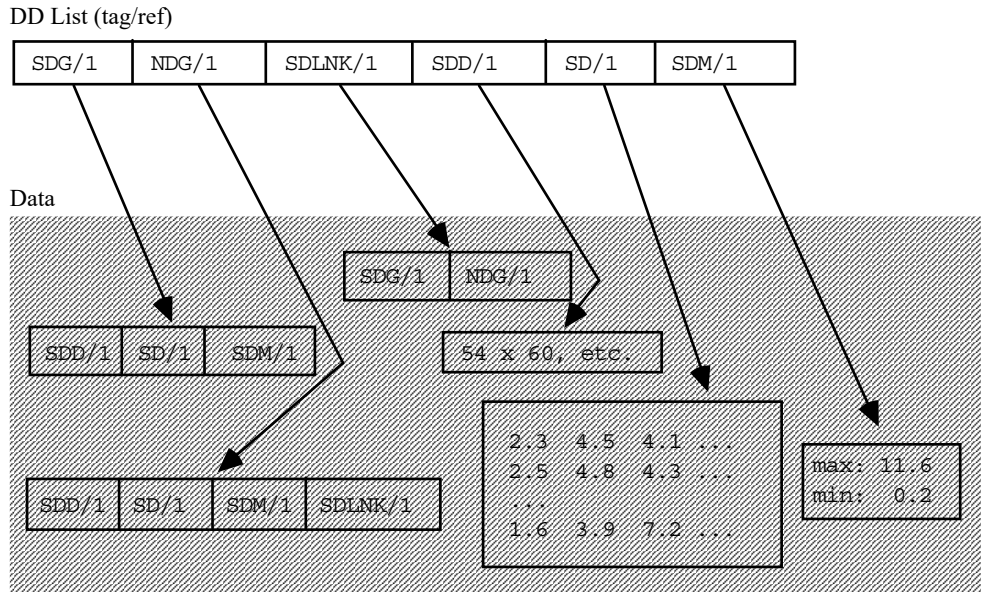 DD List (tag/ref)
SDG/1 NDG/1 SDLNK/1 SDD/1 SD/1 SDM/1
Data
SDG/1 NDG/1
SDD/1 SD/1 SDM/1
54 x 60, etc.
2.3 4.5 4.1 ...
2.5 4.8 4.3 ...
...
1.6 3.9 7.2 ...
max: 11.6
min: 0.2
SDD/1 SD/1 SDM/1 SDLNK/1